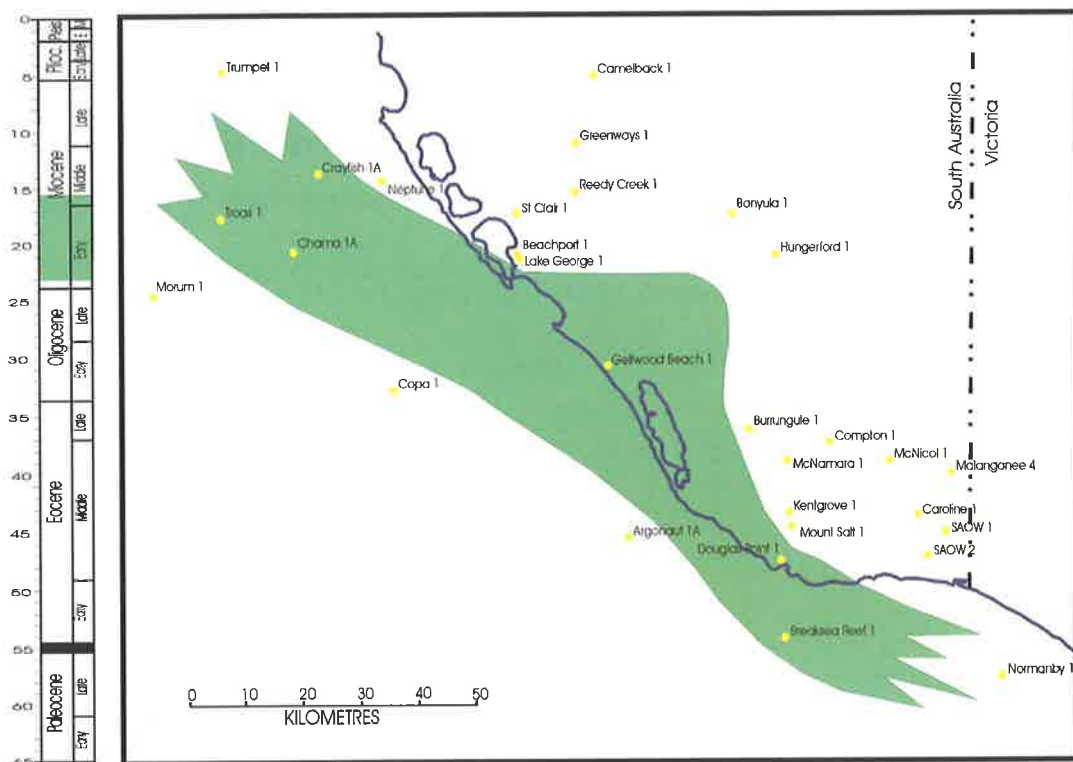 0
5
10
15
20
25
30
35
40
45
50
55
60
65
Plioc.
Miocene
Oligocene
Eocene
Paleocene
Late
Middle
Early
Late
Early
Late
Middle
Early
Late
Early
Trumpet 1
Camelback 1
Greenways 1
Crayfish 1A
Neptune 1
Reedy Creek 1
St Clair 1
Banyula 1
Troas 1
Chama 1A
Beachport 1
Lake George 1
Hungerford 1
Morum 1
Copa 1
Geltwood Beach 1
Burrungule 1
Compton 1
McNamara 1
McNicol 1
Malanganee 4
Kentgrove 1
Caroline 1
Mount Salt 1
SAOW 1
Argonaut 1A
Douglas Point 1
SAOW 2
Breaksea Reef 1
Normanby 1
South Australia
Victoria
0 10 20 30 40 50
KILOMETRES